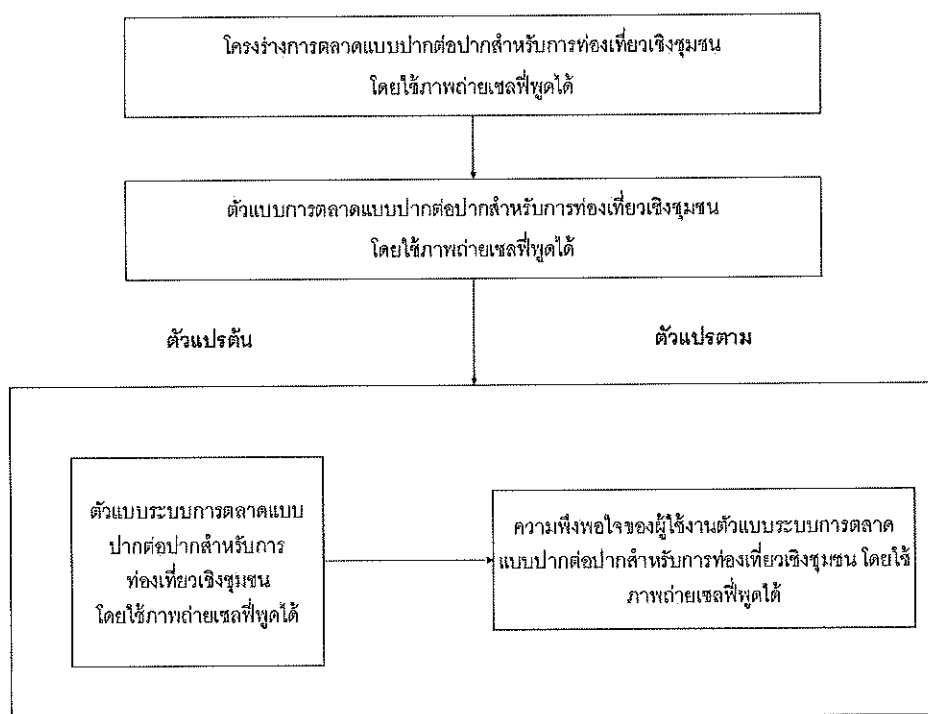 โครงร่างการตลาดแบบปากต่อปากสำหรับการท่องเที่ยวเชิงชุมชน
โดยใช้ภาพถ่ายเซลฟี่พูดได้
ตัวแบบการตลาดแบบปากต่อปากสำหรับการท่องเที่ยวเชิงชุมชน
โดยใช้ภาพถ่ายเซลฟี่พูดได้
ตัวแปรต้น
ตัวแปรตาม
ตัวแบบระบบการตลาดแบบ
ปากต่อปากสำหรับการ
ท่องเที่ยวเชิงชุมชน
โดยใช้ภาพถ่ายเซลฟี่พูดได้
ความพึงพอใจของผู้ใช้งานตัวแบบระบบการตลาด
แบบปากต่อปากสำหรับการท่องเที่ยวเชิงชุมชน โดยใช้
ภาพถ่ายเซลฟี่พูดได้